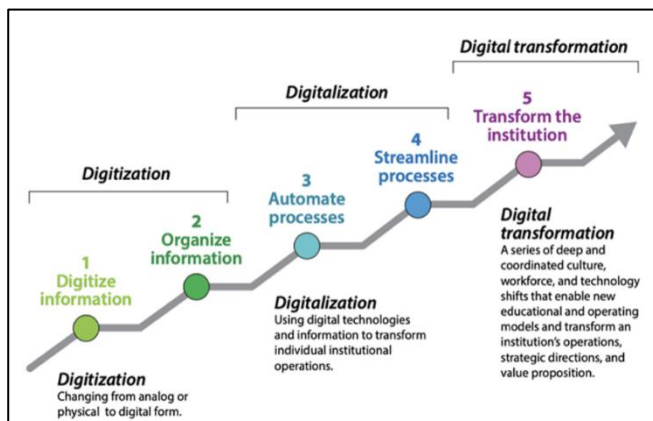 Digital transformation
Digitalization
Digitization
5
Transform the
institution
4
Streamline
processes
3
Automate
processes
2
Organize
information
1
Digitize
information
Digitization
Changing from analog or
physical to digital form.
Digitalization
Using digital technologies
and information to transform
individual institutional
operations.
Digital
transformation
A series of deep and
coordinated culture,
workforce, and technology
shifts that enable new
educational and operating
models and transform an
institution's operations,
strategic directions, and
value proposition.